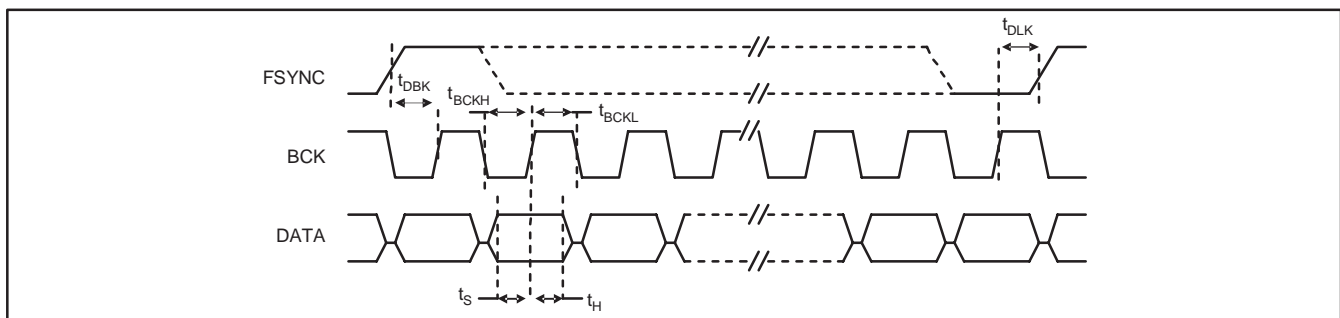 t_DLK
FSYNC
t_DBK
t_BCKH
t_BCKL
BCK
DATA
t_S
t_H